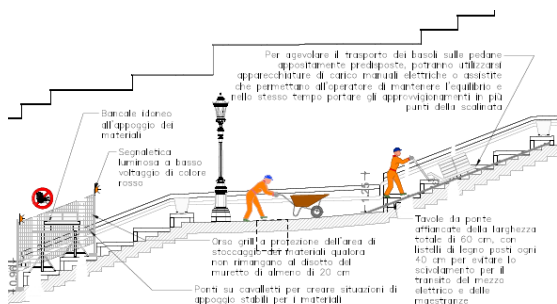 Per agevolare il trasporto dei basoli sulle pedane
appositamente predisposte, potranno utilizzarsi
apparecchiature di carico manuali elettriche o assistite
che permettano all'operatore di mantenere l'equilibrio e
nello stesso tempo portare gli approvvigionamenti in più
punti della scalinata
Bancale idoneo
all'appoggio dei
materiali
Segnaletica
luminosa a basso
voltaggio di colore
rosso
1.25
0.96
Orso grill a protezione dell'area di
stoccaggio dei materiali qualora
non rimangano al disotto del
muretto di almeno di 20 cm
Ponti su cavalletti per creare situazioni di
appoggio stabili per i materiali
Tavole da ponte
affiancate della larghezza
totale di 60 cm, con
listelli di legno posti ogni
40 cm per evitare lo
scivolamento per il
transito del mezzo
elettrico e delle
maestranze